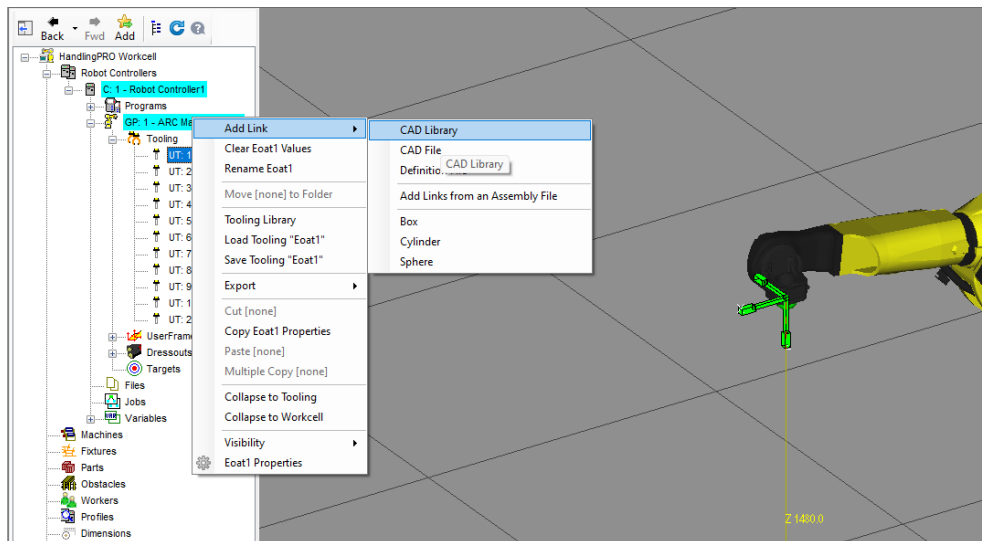 Back
Fwd
Add
HandlingPRO Workcell
Robot Controllers
C: 1 - Robot Controller1
Programs
GP: 1 - ARC Ma
Tooling
UT: 1
UT: 2
UT: 3
UT: 4
UT: 5
UT: 6
UT: 7
UT: 8
UT: 9
UT: 1
UT: 2
UserFram
Dressouts
Targets
Files
Jobs
Variables
Machines
Fixtures
Parts
Obstacles
Workers
Profiles
Dimensions
Add Link
Clear Eoat1 Values
Rename Eoat1
Move [none] to Folder
Tooling Library
Load Tooling "Eoat1"
Save Tooling "Eoat1"
Export
Cut [none]
Copy Eoat1 Properties
Paste [none]
Multiple Copy [none]
Collapse to Tooling
Collapse to Workcell
Visibility
Eoat1 Properties
CAD Library
CAD File
CAD Library
Add Links from an Assembly File
Box
Cylinder
Sphere
Z 1480.0